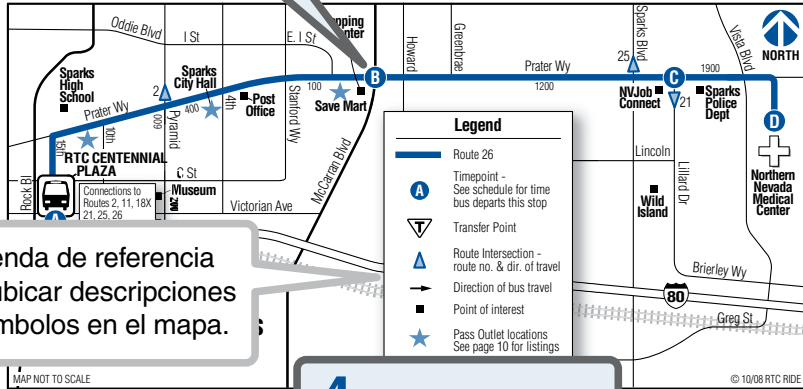 Oddie Blvd
I St
E. I St
pping
nter
Howard
Greenbrae
Sparks Blvd
Vista Blvd
NORTH
25
Prater Wy
1900
B
C
Sparks
High
School
Sparks
City Hall
2
400
4th
Post
Office
Stanford Wy
100
Save Mart
1200
NVJob
Connect
21
Sparks
Police
Dept
D
Prater Wy
15th
10th
600
Pyramid
RTC CENTENNIAL
PLAZA
C St
McCarran Blvd
Lincoln
Lillard Dr
Northern
Nevada
Medical
Center
Rock Bl
A
Connections to
Routes 2, 11, 18X
21, 25, 26
Museum
Victorian Ave
Wild
Island
Brierley Wy
80
Greg St
Legend
Route 26
A
Timepoint -
See schedule for time
bus departs this stop
T
Transfer Point
Route Intersection -
route no. & dir. of travel
Direction of bus travel
Point of interest
Pass Outlet locations
See page 10 for listings
enda de referencia
ubicar descripciones
mbolos en el mapa.
s
4
MAP NOT TO SCALE
© 10/08 RTC RIDE